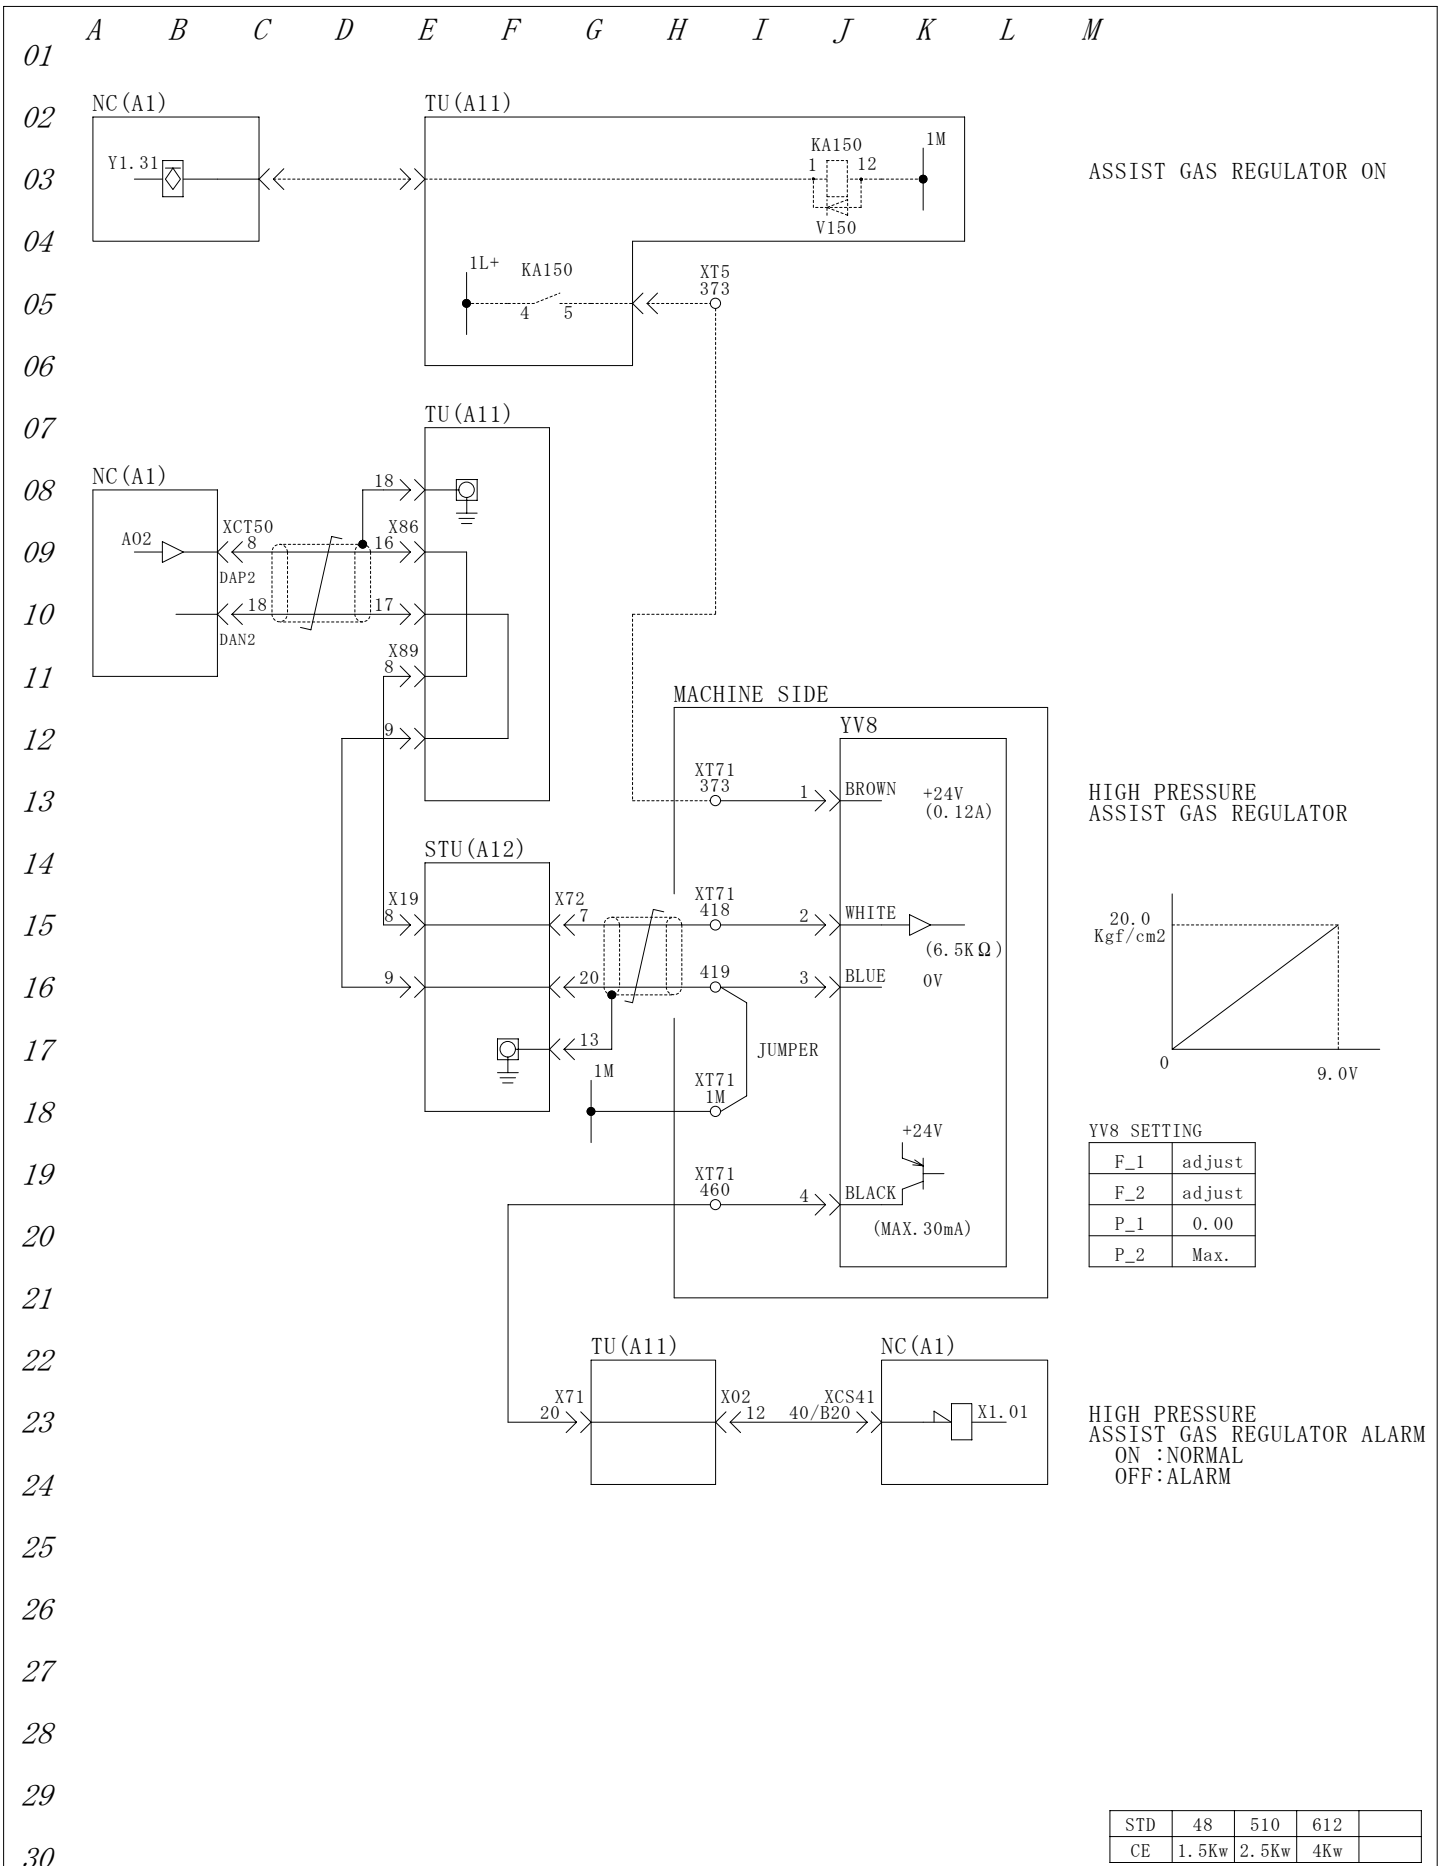 A B C D E F G H I J K L M
01
NC(A1) TU(A11)
02
KA150 1M
Y1.31 1 12 ASSIST GAS REGULATOR ON
03
V150
04
1L+ KA150 XT5
373
05
4 5
06
TU(A11)
07
NC(A1)
18
08
XCT50 X86
AO2 8 16
09
DAP2
18 17
10
DAN2
X89
8
11
MACHINE SIDE
YV8
9
12
XT71
373 1 BROWN +24V
(0.12A)
13
HIGH PRESSURE
ASSIST GAS REGULATOR
STU(A12)
14
X19 X72 XT71
8 7 418 2 WHITE
15
20.0
Kgf/cm2
(6.5KΩ)
9 20 419 3 BLUE 0V
16
13 JUMPER
17
0 9.0V
1M XT71
1M
18
+24V
YV8 SETTING
F_1 adjust
F_2 adjust
P_1 0.00
P_2 Max.
19
XT71
460 4 BLACK
(MAX.30mA)
20
21
TU(A11) NC(A1)
22
X71 X02 XCS41
20 12 40/B20 X1.01
23
HIGH PRESSURE
ASSIST GAS REGULATOR ALARM
ON :NORMAL
OFF:ALARM
24
25
26
27
28
29
STD 48 510 612
CE 1.5Kw 2.5Kw 4Kw
30